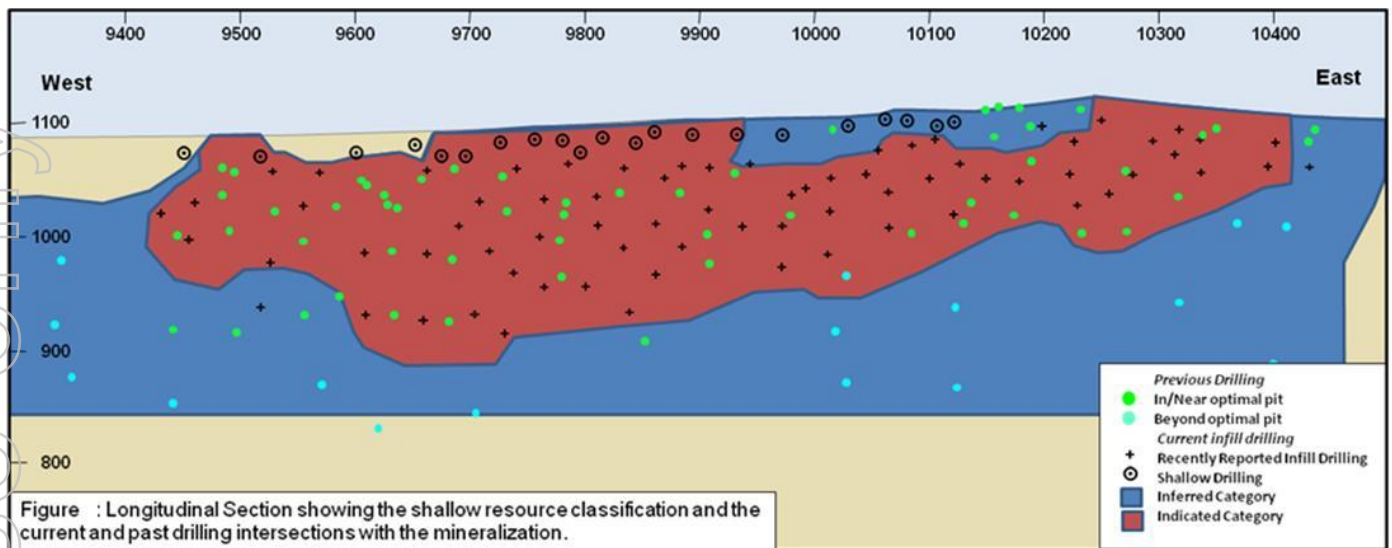 9400 9500 9600 9700 9800 9900 10000 10100 10200 10300 10400
West East
1100
1000
900
800
Previous Drilling
In/Near optimal pit
Beyond optimal pit
Current infill drilling
Recently Reported Infill Drilling
Shallow Drilling
Inferred Category
Indicated Category
Figure : Longitudinal Section showing the shallow resource classification and the
current and past drilling intersections with the mineralization.